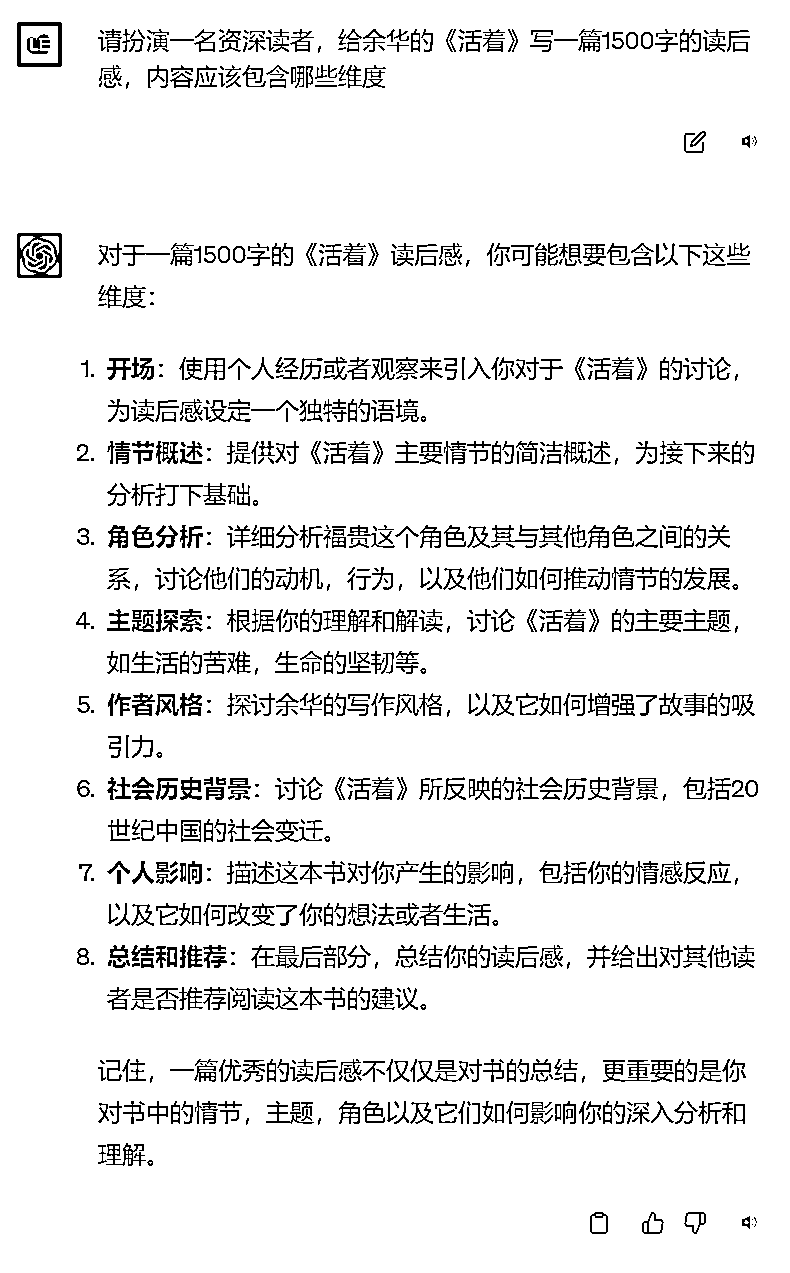 请扮演一名资深读者，给余华的《活着》写一篇1500字的读后
感，内容应该包含哪些维度
对于一篇1500字的《活着》读后感，你可能想要包含以下这些
维度：
1. 开场：使用个人经历或者观察来引入你对于《活着》的讨论，
为读后感设定一个独特的语境。
2. 情节概述：提供对《活着》主要情节的简洁概述，为接下来的
分析打下基础。
3. 角色分析：详细分析福贵这个角色及其与其他角色之间的关
系，讨论他们的动机，行为，以及他们如何推动情节的发展。
4. 主题探索：根据你的理解和解读，讨论《活着》的主要主题，
如生活的苦难，生命的坚韧等。
5. 作者风格：探讨余华的写作风格，以及它如何增强了故事的吸
引力。
6. 社会历史背景：讨论《活着》所反映的社会历史背景，包括20
世纪中国的社会变迁。
7. 个人影响：描述这本书对你产生的影响，包括你的情感反应，
以及它如何改变了你的想法或者生活。
8. 总结和推荐：在最后部分，总结你的读后感，并给出对其他读
者是否推荐阅读这本书的建议。
记住，一篇优秀的读后感不仅仅是对书的总结，更重要的是你
对书中的情节，主题，角色以及它们如何影响你的深入分析和
理解。